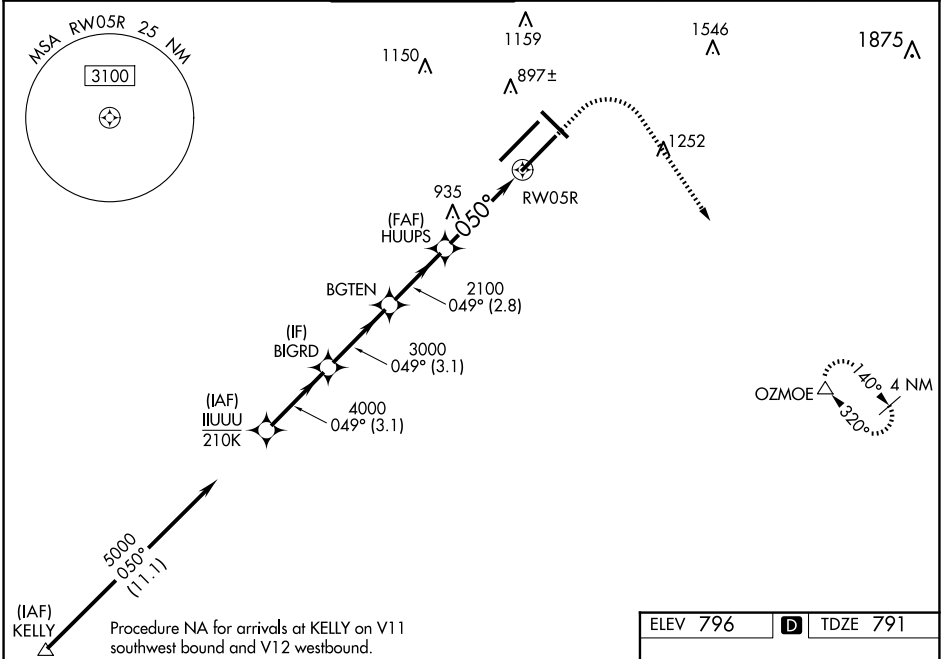 MSA RW05R 25 NM
3100
1150
1159
897±
1546
1875
1252
RW05R
935
050°
(FAF)
HUUPS
BGTEN
2100
049° (2.8)
(IF)
BIGRD
3000
049° (3.1)
(IAF)
IIUUU
210K
4000
049° (3.1)
OZMOE
140°
4 NM
320°
5000
050°
(11.1)
(IAF)
KELLY
Procedure NA for arrivals at KELLY on V11
southwest bound and V12 westbound.
ELEV 796 D TDZE 791